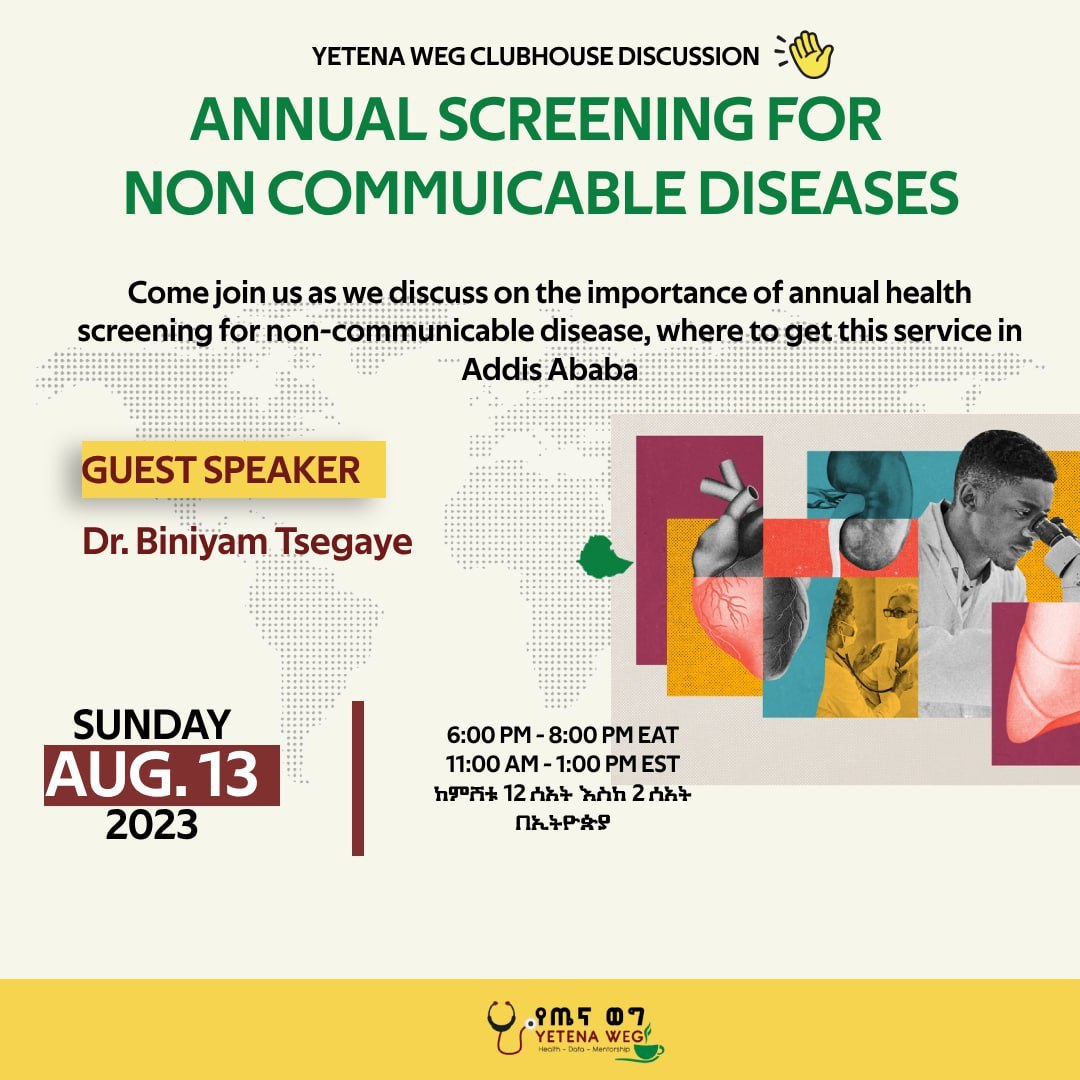 YETENA WEG CLUBHOUSE DISCUSSION
ANNUAL SCREENING FOR
NON COMMUICABLE DISEASES
Come join us as we discuss on the importance of annual health
screening for non-communicable disease, where to get this service in
Addis Ababa
GUEST SPEAKER
Dr. Biniyam Tsegaye
SUNDAY
AUG. 13
2023
6:00 PM - 8:00 PM EAT
11:00 AM - 1:00 PM EST
ከምሽቱ 12 ሰአት እስከ 2 ሰአት
በኢትዮጵያ
የጤና ወግ
YETENA WEG
Health - Data - Mentorship